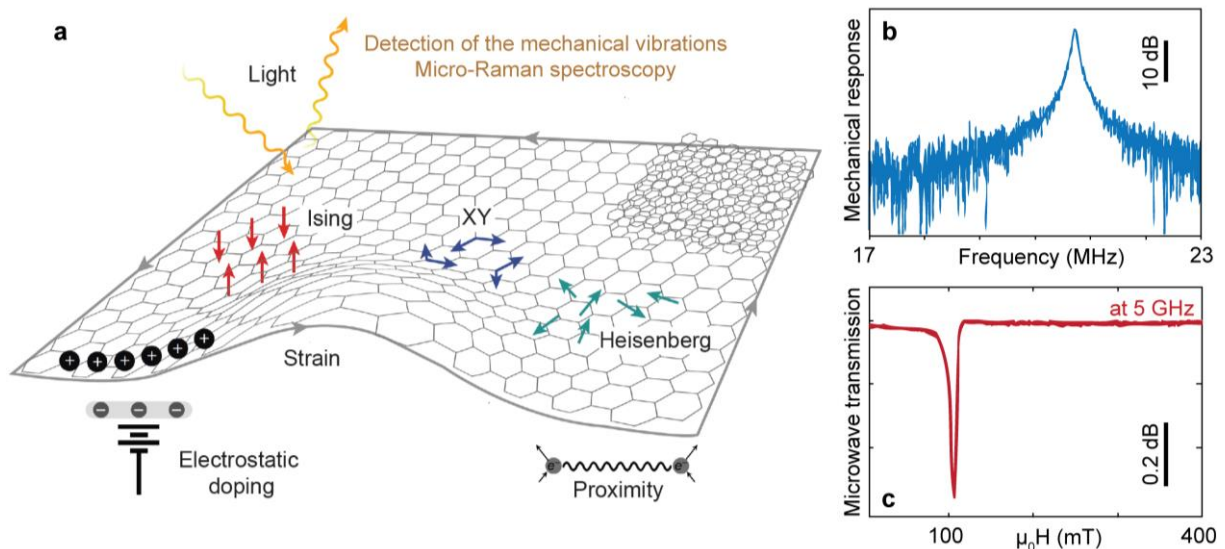 a
Light
Detection of the mechanical vibrations
Micro-Raman spectroscopy
Ising
XY
Heisenberg
Strain
+ + + + + +
− − −
Electrostatic
doping
e⁻ e⁻
Proximity
b
Mechanical response
10 dB
17 Frequency (MHz) 23
at 5 GHz
Microwave transmission
0.2 dB
c
100 μ₀H (mT) 400